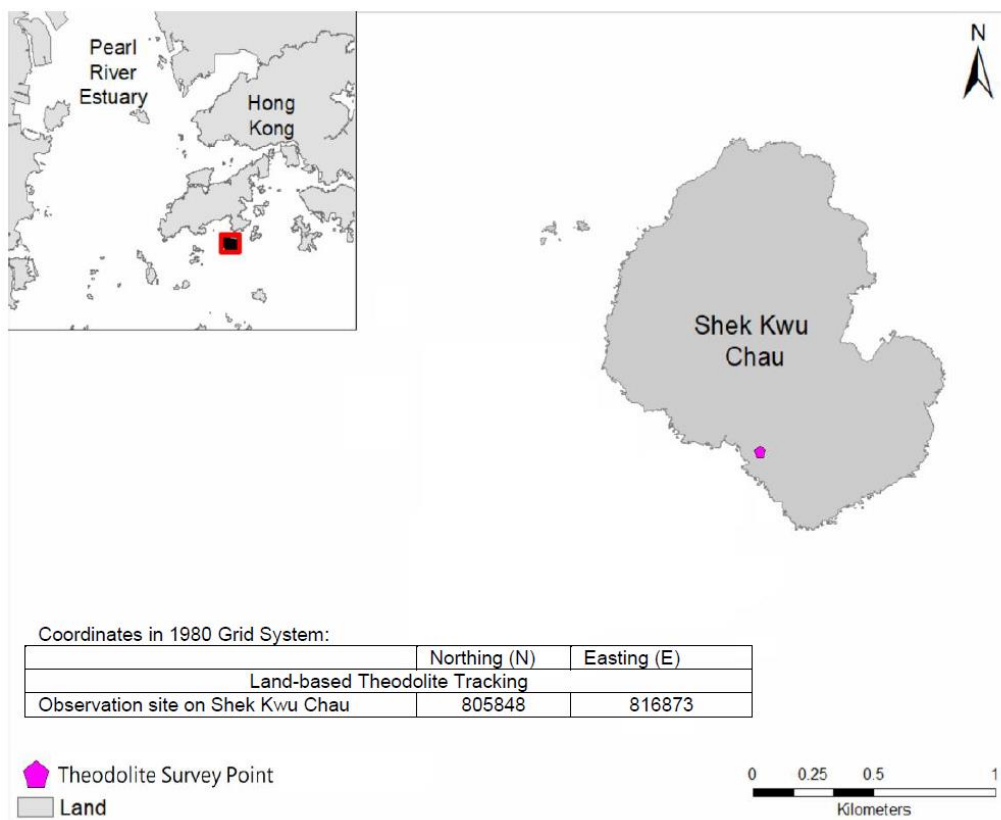 Pearl
River
Estuary
Hong
Kong
N
Shek Kwu
Chau
Coordinates in 1980 Grid System:
Northing (N) Easting (E)
Land-based Theodolite Tracking
Observation site on Shek Kwu Chau 805848 816873
Theodolite Survey Point
Land
0 0.25 0.5 1
Kilometers